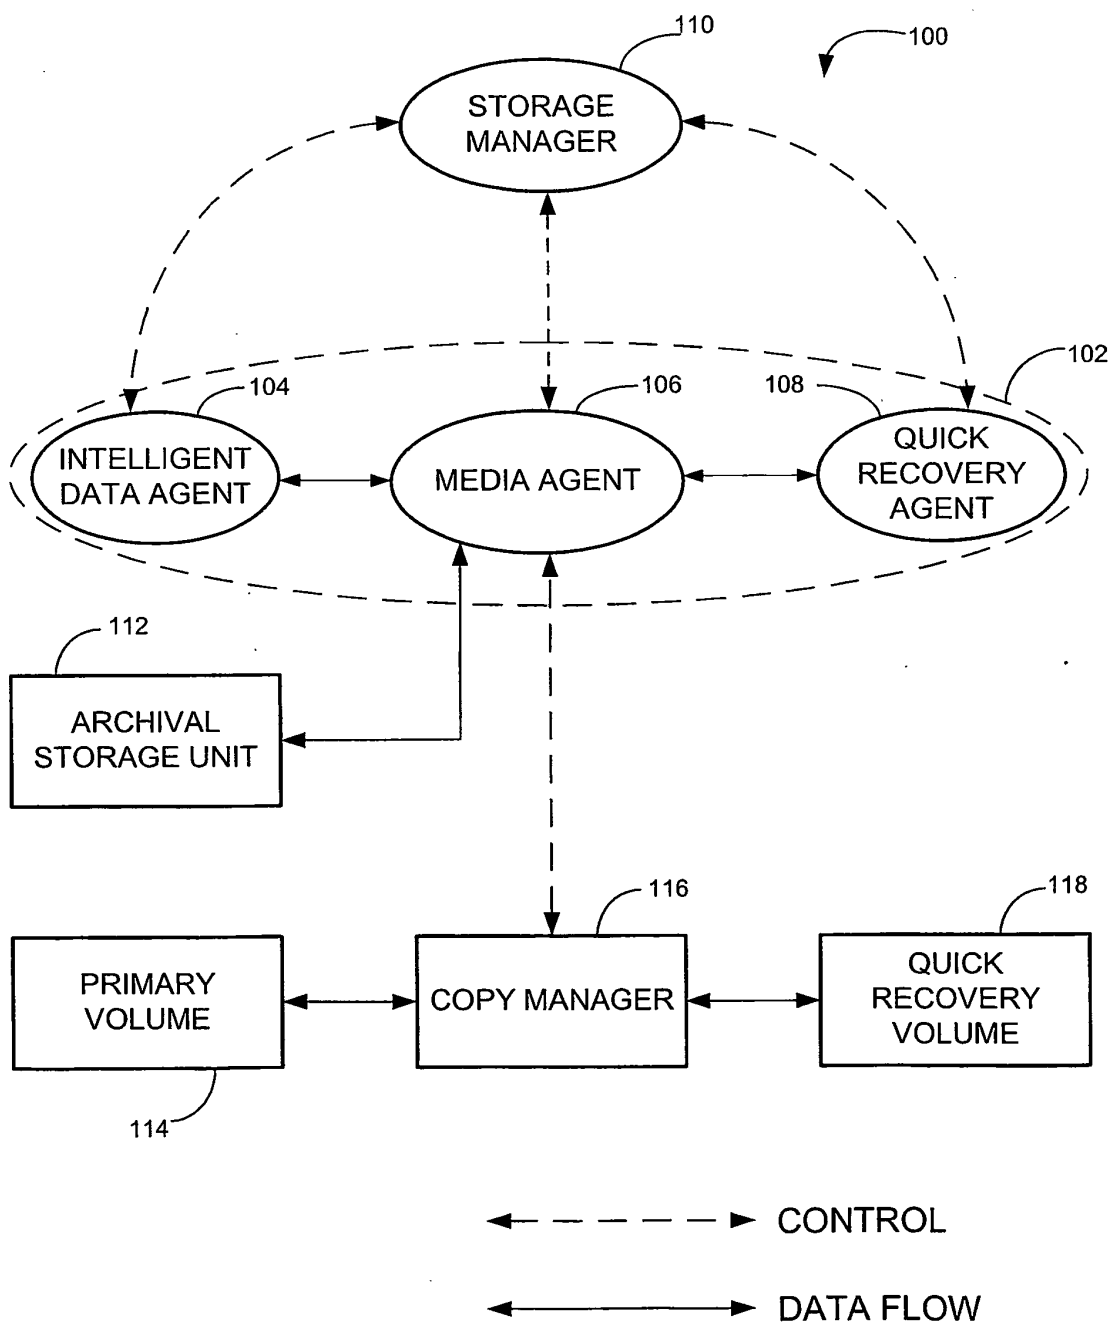 110
100
STORAGE
MANAGER
102
104
106
108
INTELLIGENT
DATA AGENT
MEDIA AGENT
QUICK
RECOVERY
AGENT
112
ARCHIVAL
STORAGE UNIT
116
118
PRIMARY
VOLUME
COPY MANAGER
QUICK
RECOVERY
VOLUME
114
CONTROL
DATA FLOW